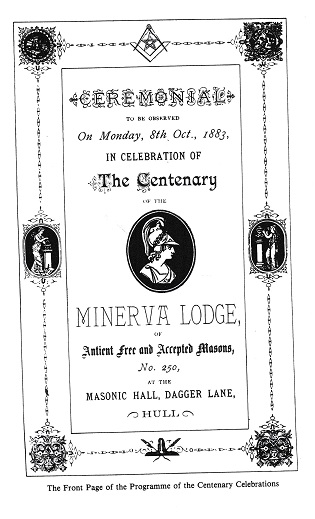 CEREMONIAL
TO BE OBSERVED
On Monday, 8th Oct., 1883,
IN CELEBRATION OF
The Centenary
OF THE
MINERVA LODGE,
OF
Antient Free and Accepted Masons,
No. 250,
AT THE
MASONIC HALL, DAGGER LANE,
HULL
The Front Page of the Programme of the Centenary Celebrations